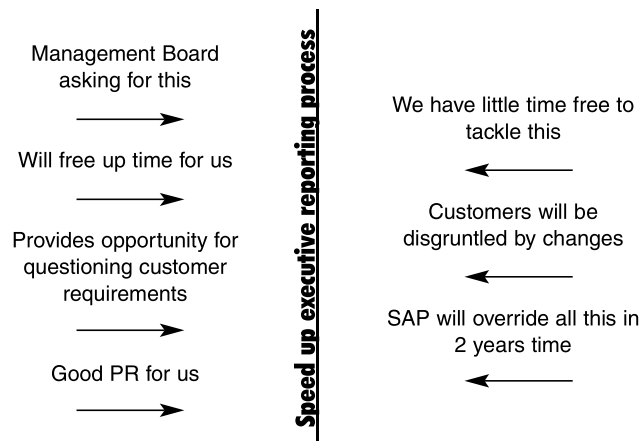 Management Board
asking for this
Will free up time for us
Provides opportunity for
questioning customer
requirements
Good PR for us
Speed up executive reporting process
We have little time free to
tackle this
Customers will be
disgruntled by changes
SAP will override all this in
2 years time